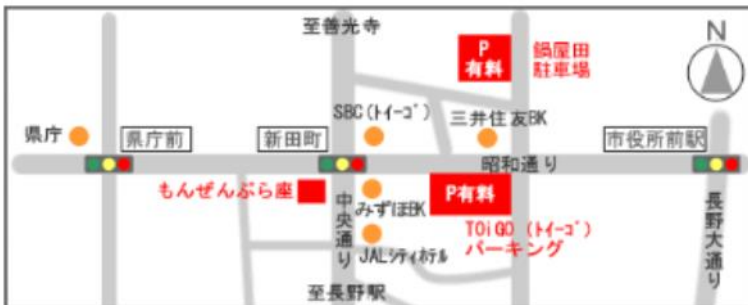 至善光寺
N
P
有料
鍋屋田
駐車場
SBC(ﾄｲｰｺﾞ)
三井住友BK
県庁
県庁前
新田町
市役所前駅
昭和通り
もんぜんぷら座
みずほBK
P有料
中央通り
TOiGO (ﾄｲｰｺﾞ)
パーキング
JALｼﾃｨﾎﾃﾙ
長野大通り
至長野駅